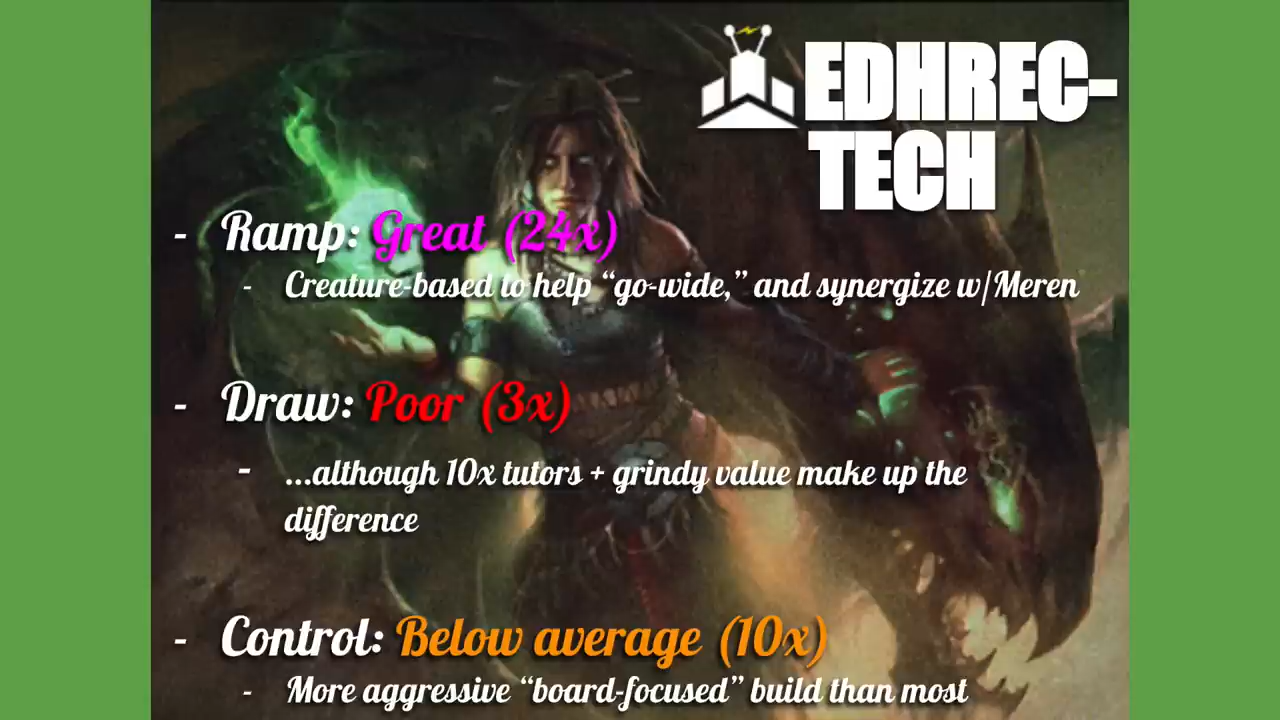 EDHREC-
TECH
- Ramp: Great (24x)
- Creature-based to help “go-wide,” and synergize w/Meren
- Draw: Poor (3x)
- ...although 10x tutors + grindy value make up the
difference
- Control: Below average (10x)
- More aggressive “board-focused” build than most